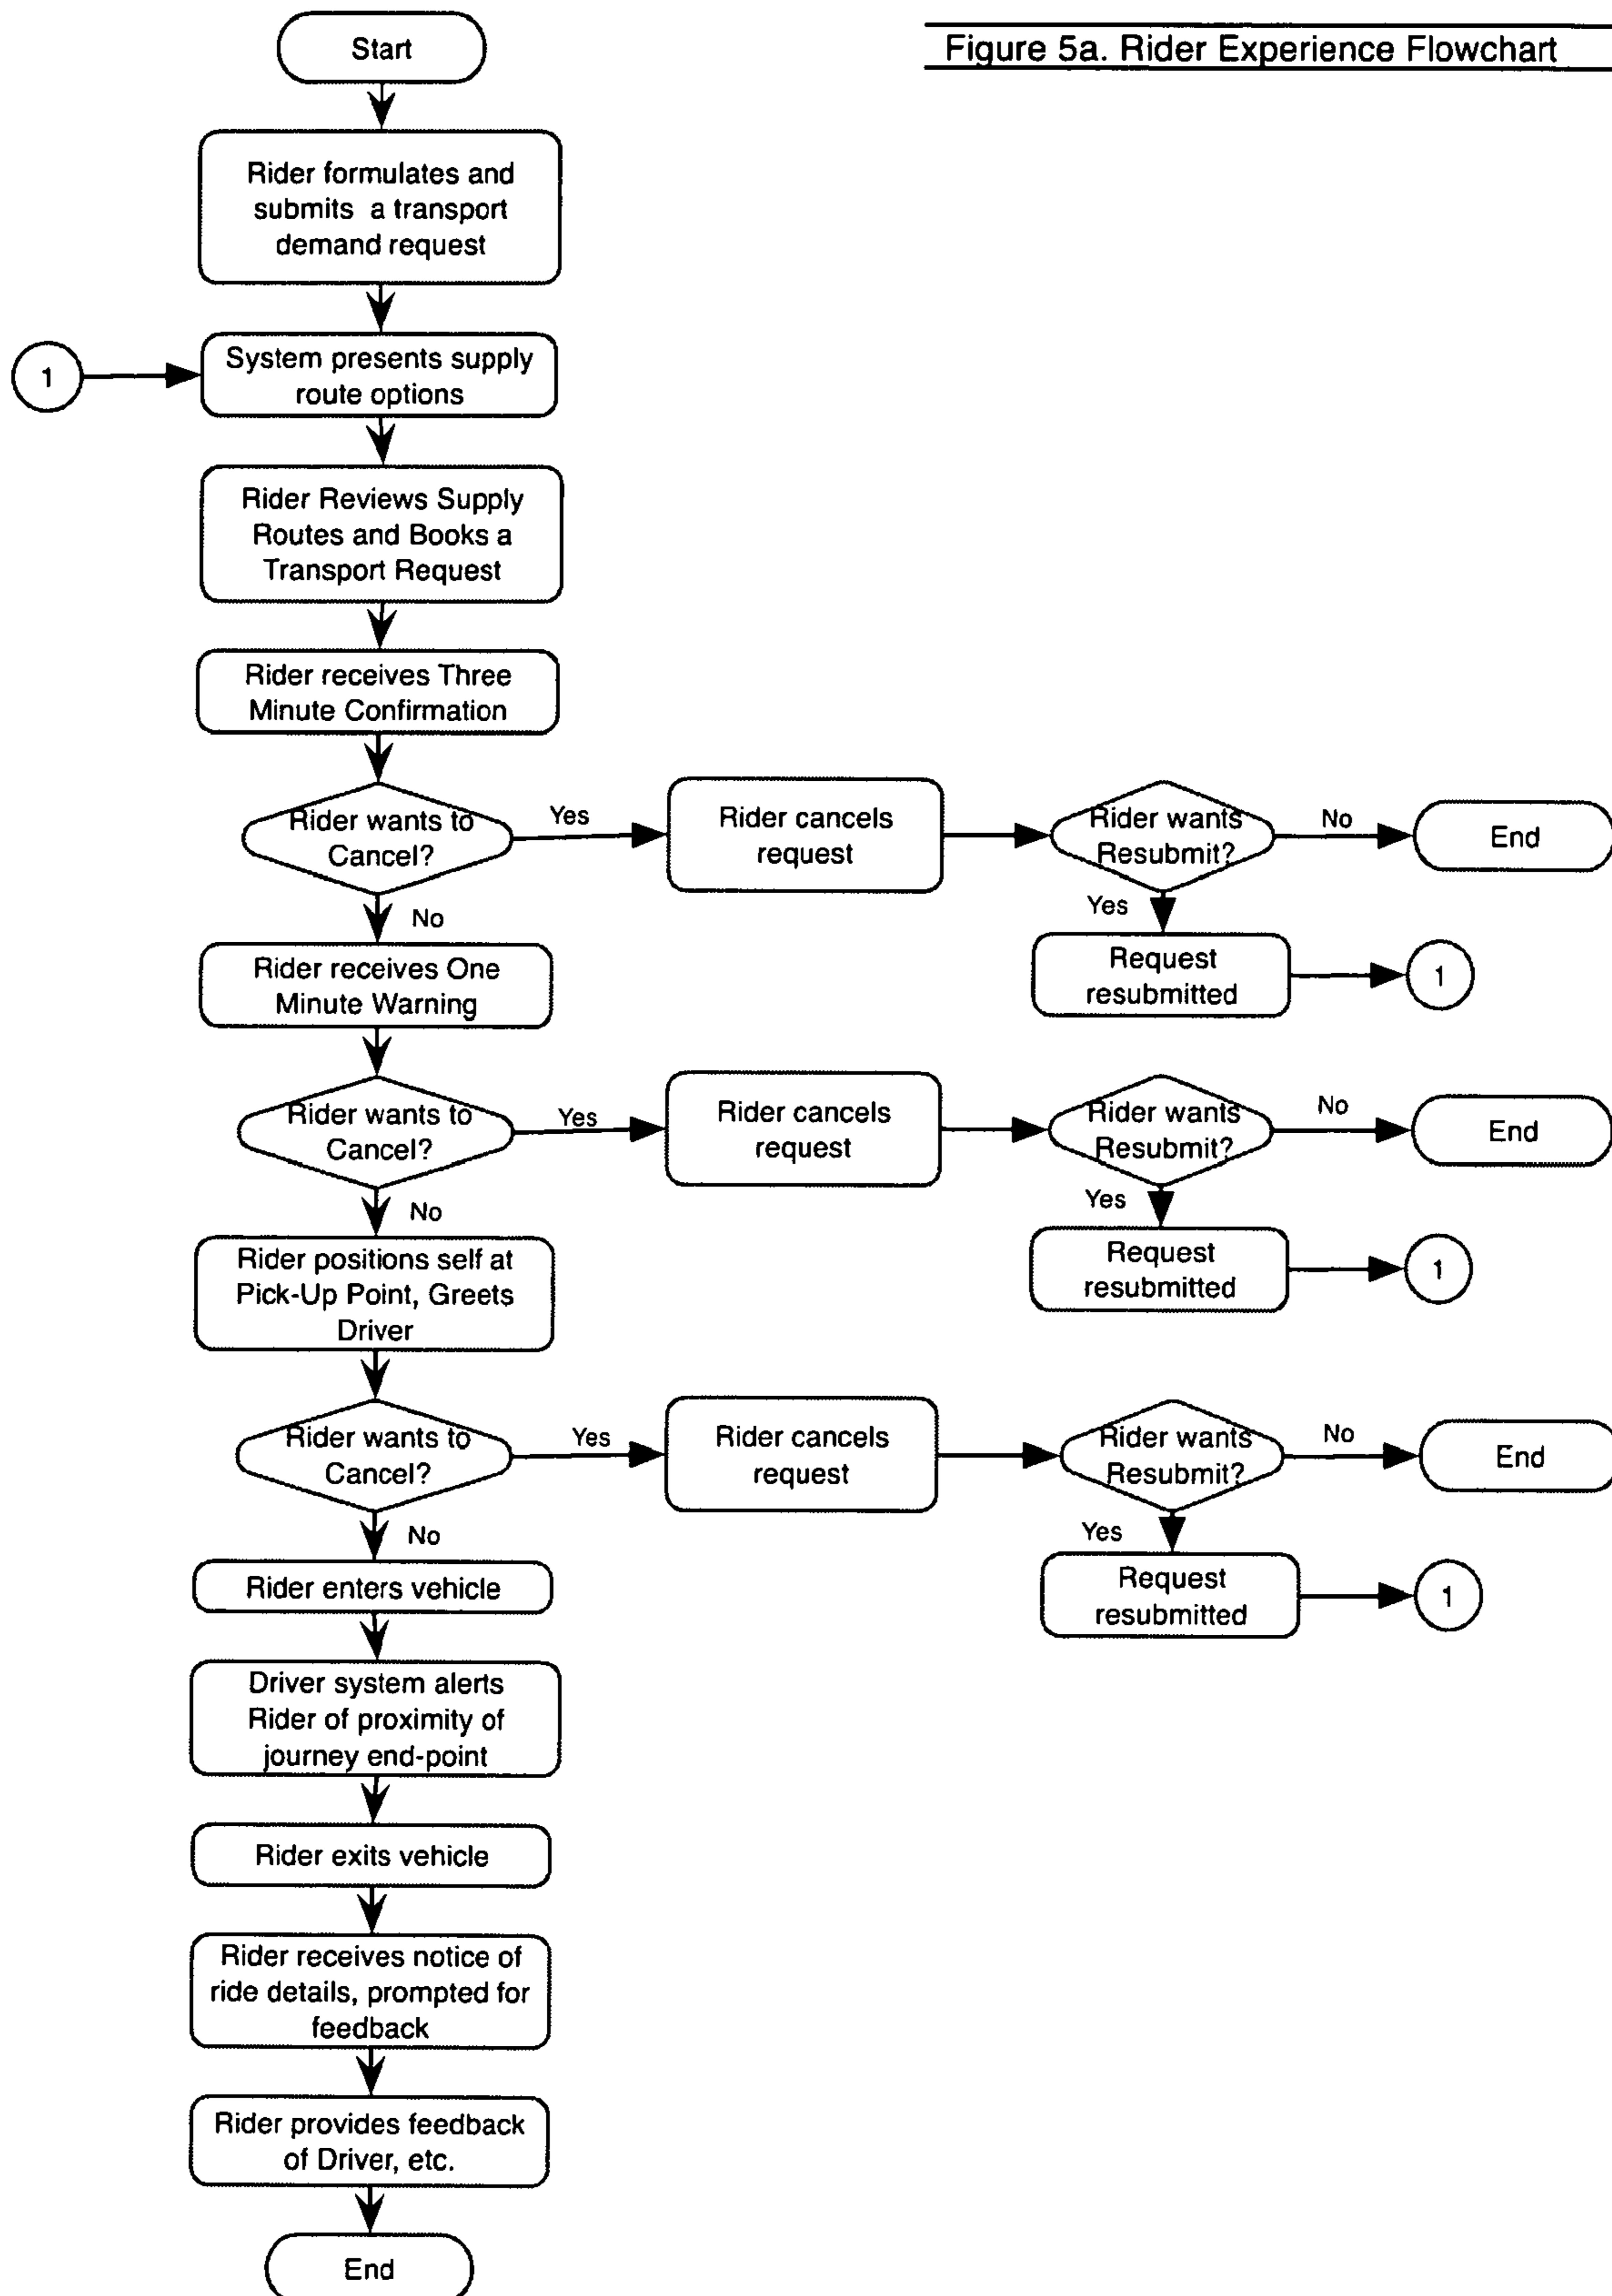 Figure 5a. Rider Experience Flowchart
Start
Rider formulates and
submits a transport
demand request
1
System presents supply
route options
Rider Reviews Supply
Routes and Books a
Transport Request
Rider receives Three
Minute Confirmation
Rider wants to
Cancel?
Yes
Rider cancels
request
Rider wants
Resubmit?
No
End
Yes
Request
resubmitted
1
No
Rider receives One
Minute Warning
Rider wants to
Cancel?
Yes
Rider cancels
request
Rider wants
Resubmit?
No
End
Yes
Request
resubmitted
1
No
Rider positions self at
Pick-Up Point, Greets
Driver
Rider wants to
Cancel?
Yes
Rider cancels
request
Rider wants
Resubmit?
No
End
Yes
Request
resubmitted
1
No
Rider enters vehicle
Driver system alerts
Rider of proximity of
journey end-point
Rider exits vehicle
Rider receives notice of
ride details, prompted for
feedback
Rider provides feedback
of Driver, etc.
End